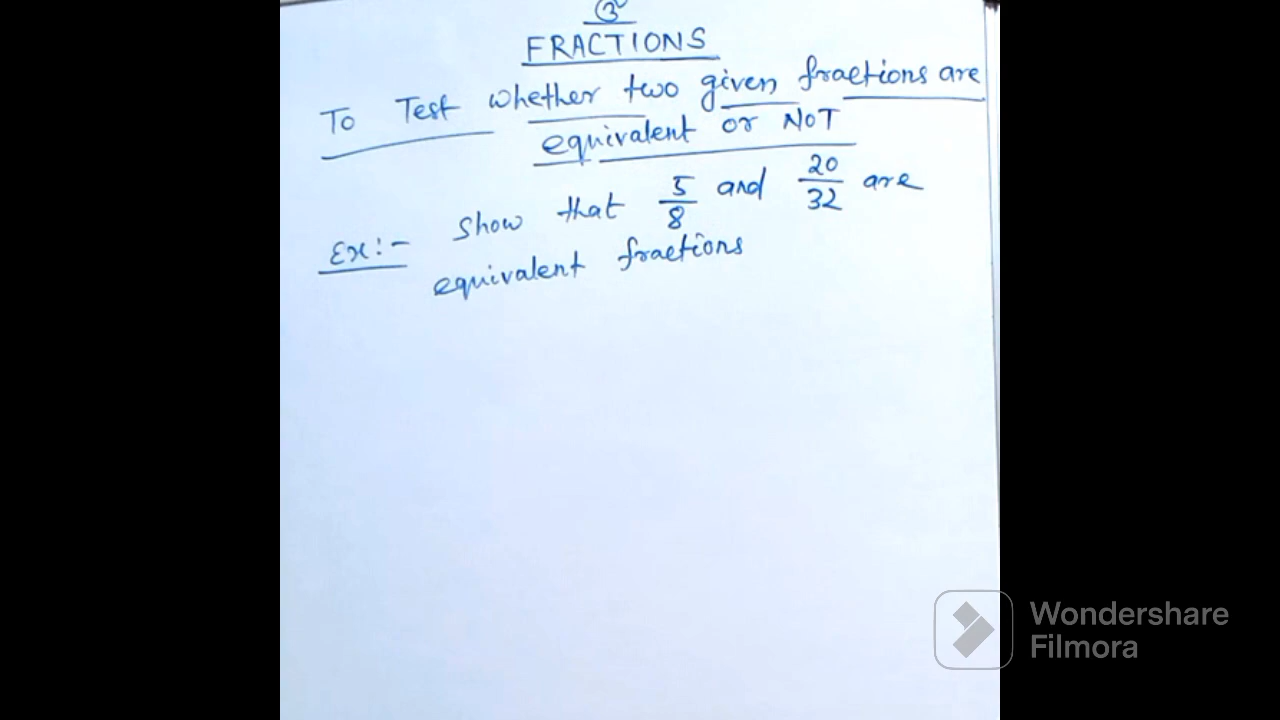 3
FRACTIONS
To Test whether two given fractions are
equivalent or NOT
Ex:- Show that 5/8 and 20/32 are
equivalent fractions
Wondershare
Filmora